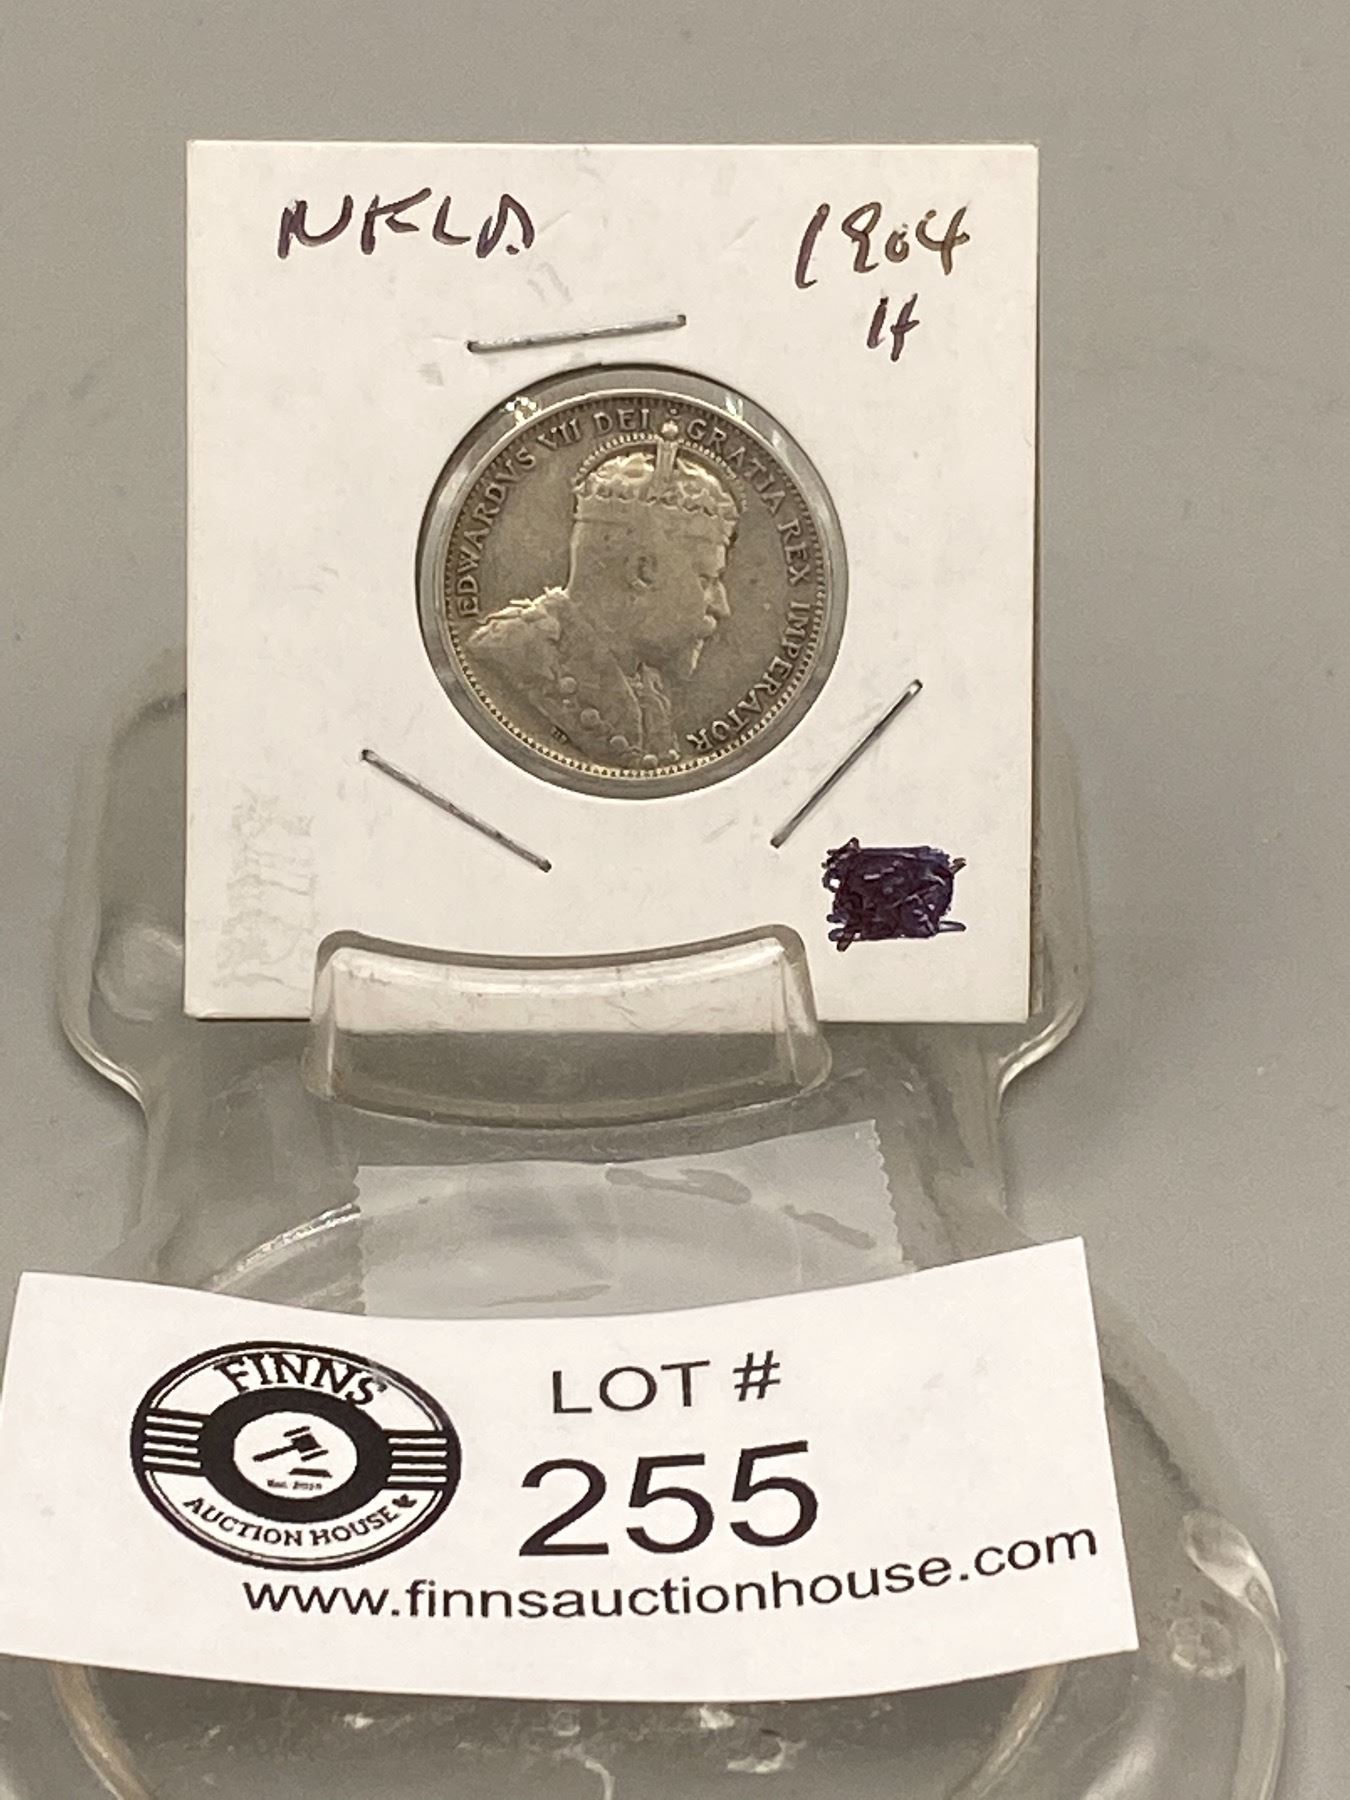 NFLD
1904
H
EDWARDVS VII DEI GRATIA REX IMPERATOR
FINNS
AUCTION HOUSE
LOT #
255
www.finnsauctionhouse.com